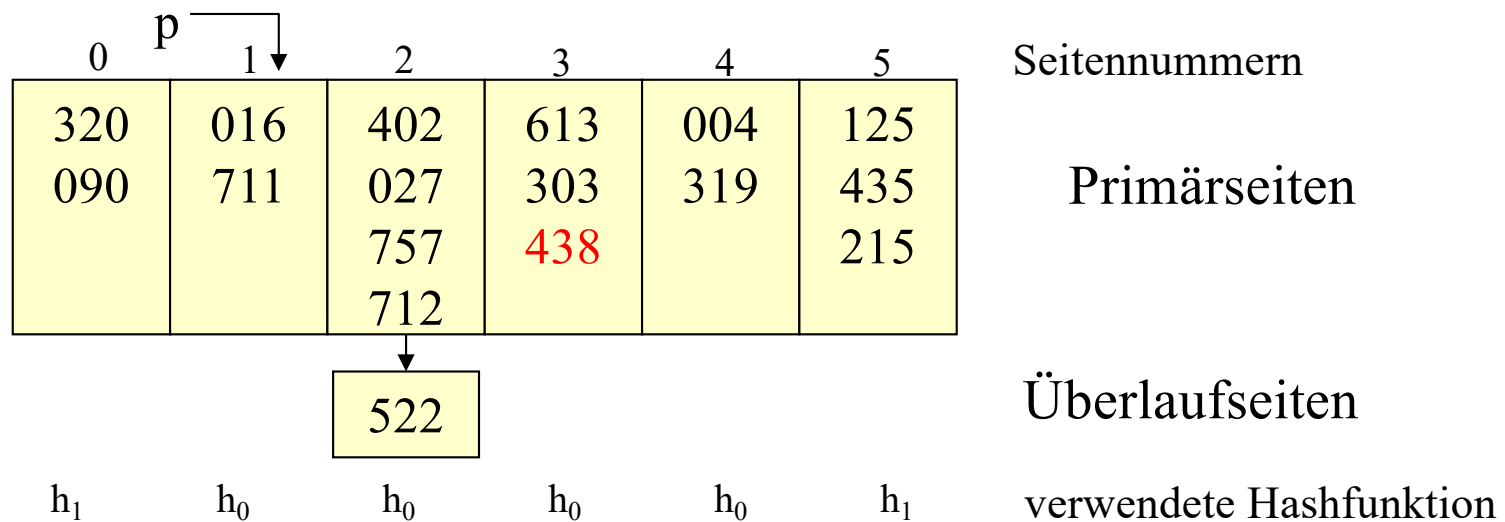 p
0 1 2 3 4 5 Seitennummern
320 016 402 613 004 125
090 711 027 303 319 435 Primärseiten
757 438 215
712
522 Überlaufseiten
h₁ h₀ h₀ h₀ h₀ h₁ verwendete Hashfunktion